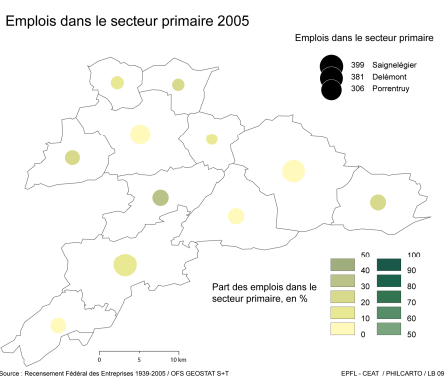 Emplois dans le secteur primaire 2005
Emplois dans le secteur primaire
399 Saignelégier
381 Delémont
306 Porrentruy
Part des emplois dans le
secteur primaire, en %
50 100
40 90
30 80
20 70
10 60
0 50
0 5 10 km
Source : Recensement Fédéral des Entreprises 1939-2005 / OFS GEOSTAT S+T
EPFL - CEAT / PHILCARTO / LB 09